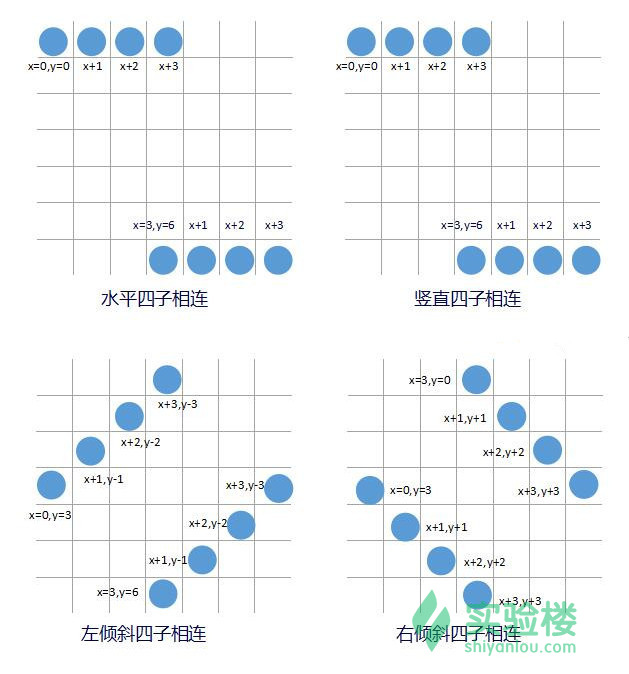 x=0,y=0 x+1 x+2 x+3
x=3,y=6 x+1 x+2 x+3
水平四子相连
x=0,y=0 x+1 x+2 x+3
x=3,y=6 x+1 x+2 x+3
竖直四子相连
x+3,y-3
x+2,y-2
x+1,y-1
x=0,y=3
x+3,y-3
x+2,y-2
x+1,y-1
x=3,y=6
左倾斜四子相连
x=3,y=0
x+1,y+1
x+2,y+2
x+3,y+3
x=0,y=3
x+1,y+1
x+2,y+2
x+3,y+3
右倾斜四子相连
实验楼
shiyanlou.com